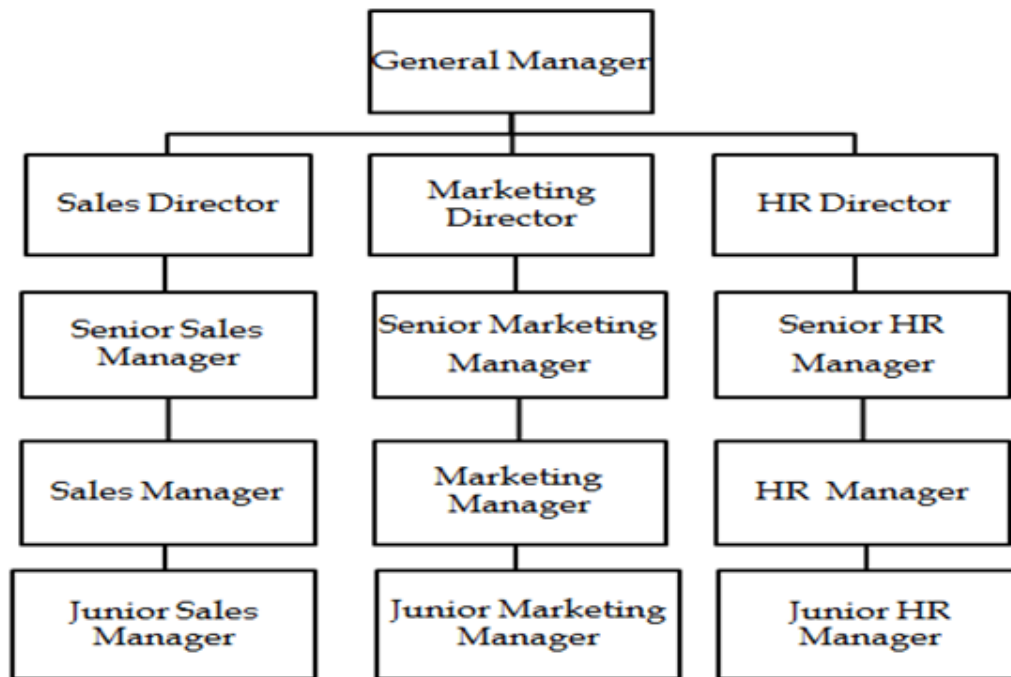 General Manager
Sales Director
Marketing
Director
HR Director
Senior Sales
Manager
Senior Marketing
Manager
Senior HR
Manager
Sales Manager
Marketing
Manager
HR Manager
Junior Sales
Manager
Junior Marketing
Manager
Junior HR
Manager